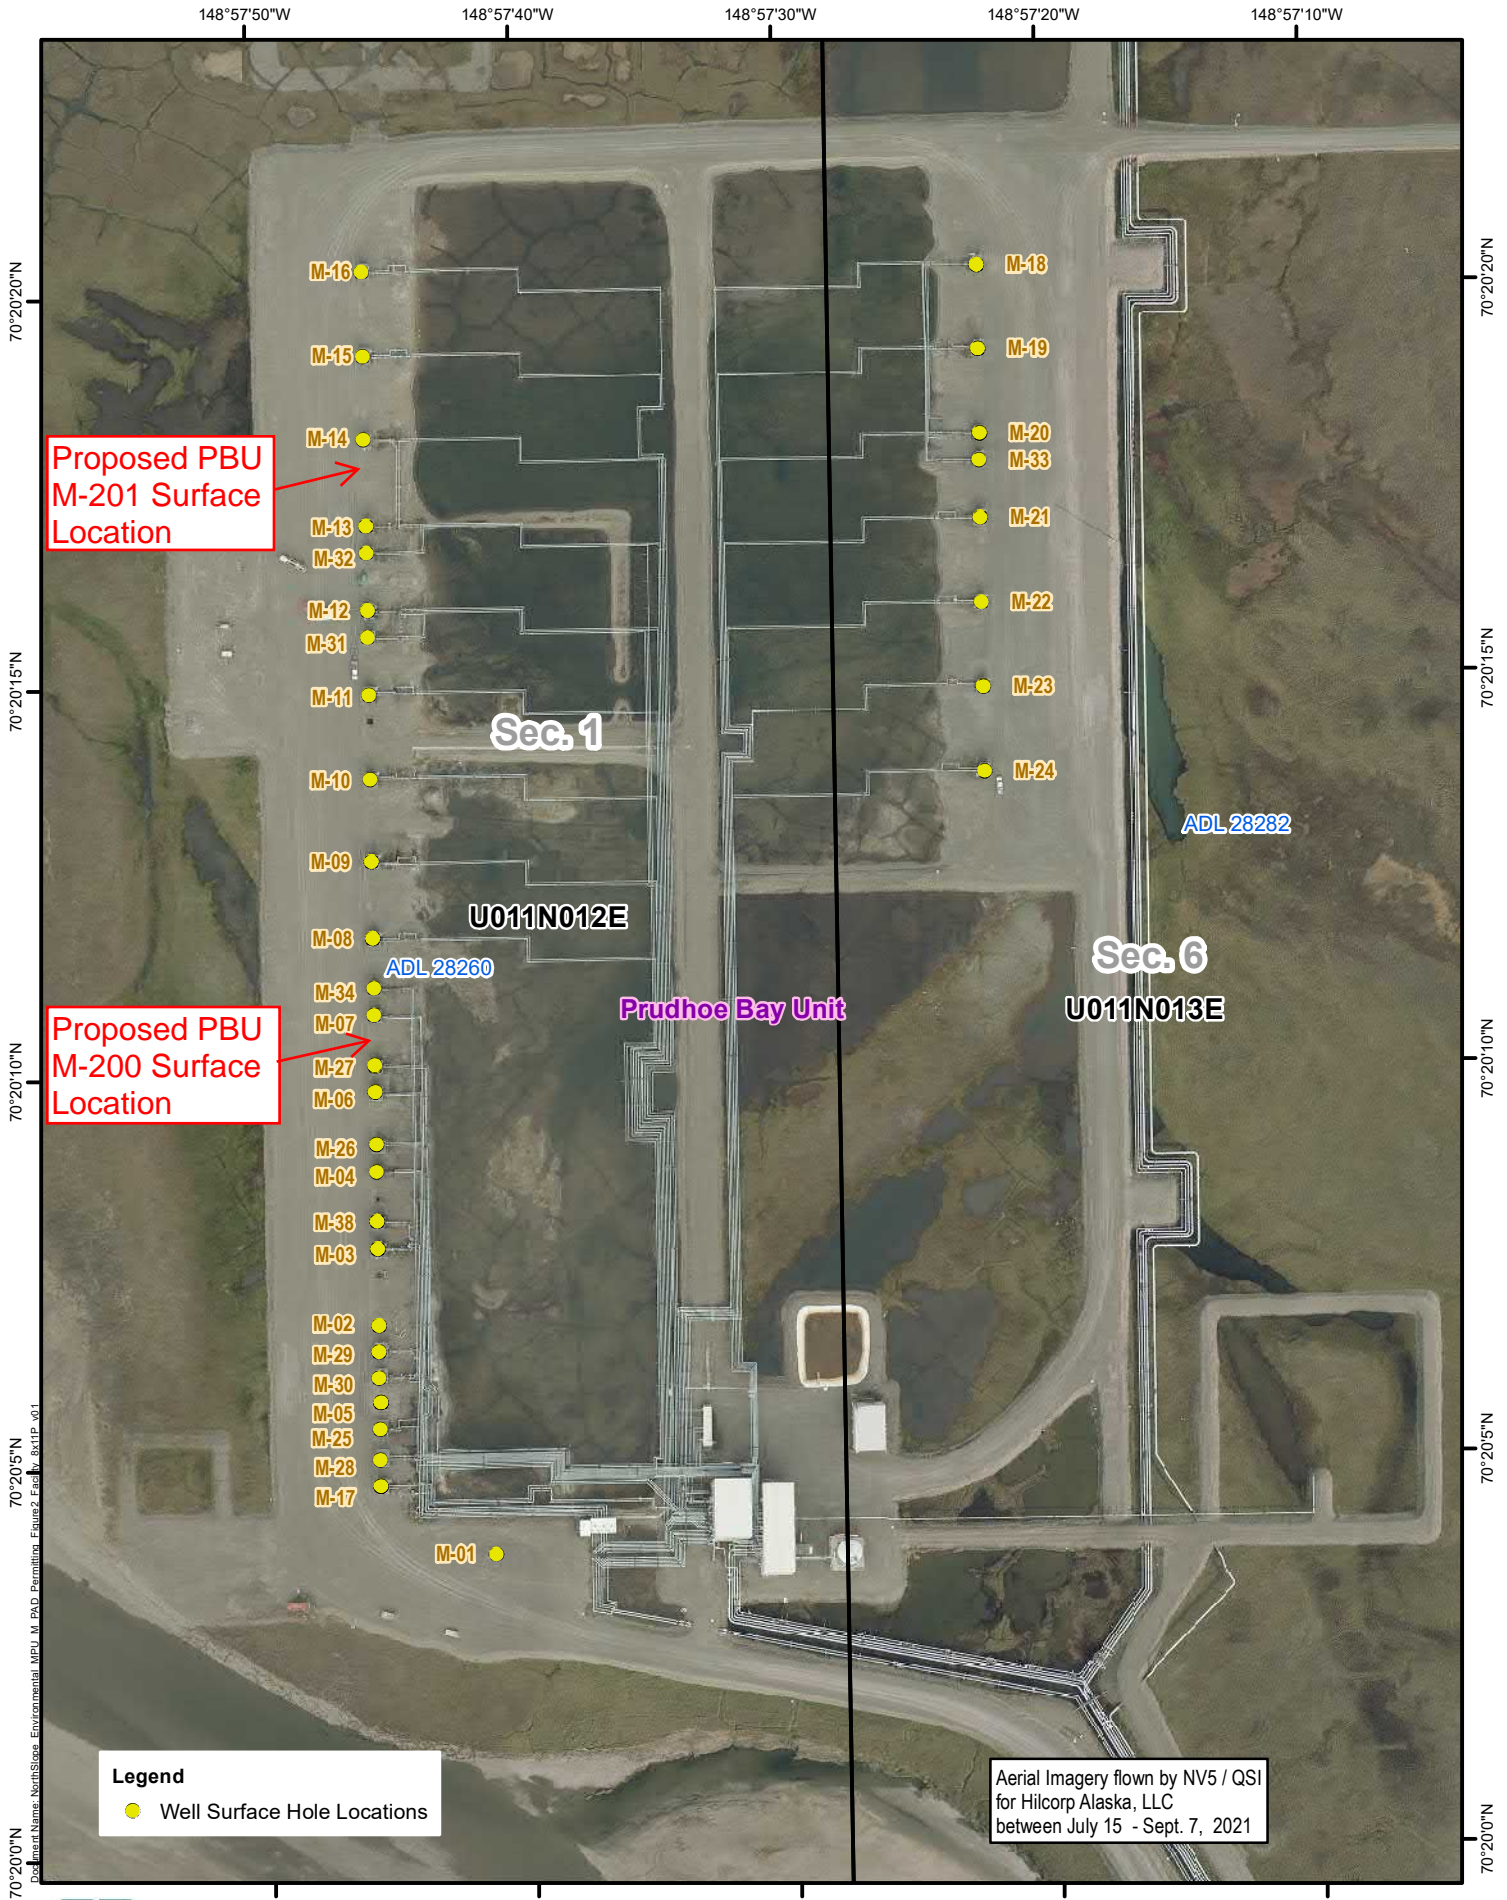 148°57'50"W
148°57'40"W
148°57'30"W
148°57'20"W
148°57'10"W
70°20'20"N
70°20'20"N
70°20'15"N
70°20'15"N
70°20'10"N
70°20'10"N
70°20'5"N
70°20'5"N
70°20'0"N
70°20'0"N
M-16
M-18
M-15
M-19
M-14
M-20
M-33
Proposed PBU
M-201 Surface
Location
M-13
M-21
M-32
M-12
M-22
M-31
M-11
M-23
Sec. 1
M-10
M-24
ADL 28282
M-09
U011N012E
M-08
Sec. 6
ADL 28260
M-34
Prudhoe Bay Unit
U011N013E
M-07
Proposed PBU
M-200 Surface
Location
M-27
M-06
M-26
M-04
M-38
M-03
M-02
M-29
M-30
M-05
M-25
M-28
M-17
M-01
Legend
Well Surface Hole Locations
Aerial Imagery flown by NV5 / QSI
for Hilcorp Alaska, LLC
between July 15 - Sept. 7, 2021
Document Name: NorthSlope_Environmental_MPU_M_PAD_Permitting_Figure2_Facility_8x11P_v01